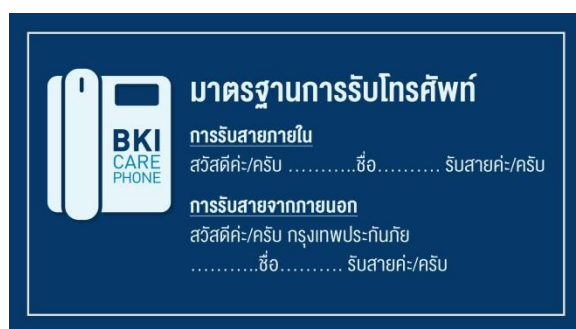 BKI
CARE
PHONE
มาตรฐานการรับโทรศัพท์
การรับสายภายใน
สวัสดีค่ะ/ครับ ...........ชื่อ.......... รับสายค่ะ/ครับ
การรับสายจากภายนอก
สวัสดีค่ะ/ครับ กรุงเทพประกันภัย
...........ชื่อ.......... รับสายค่ะ/ครับ